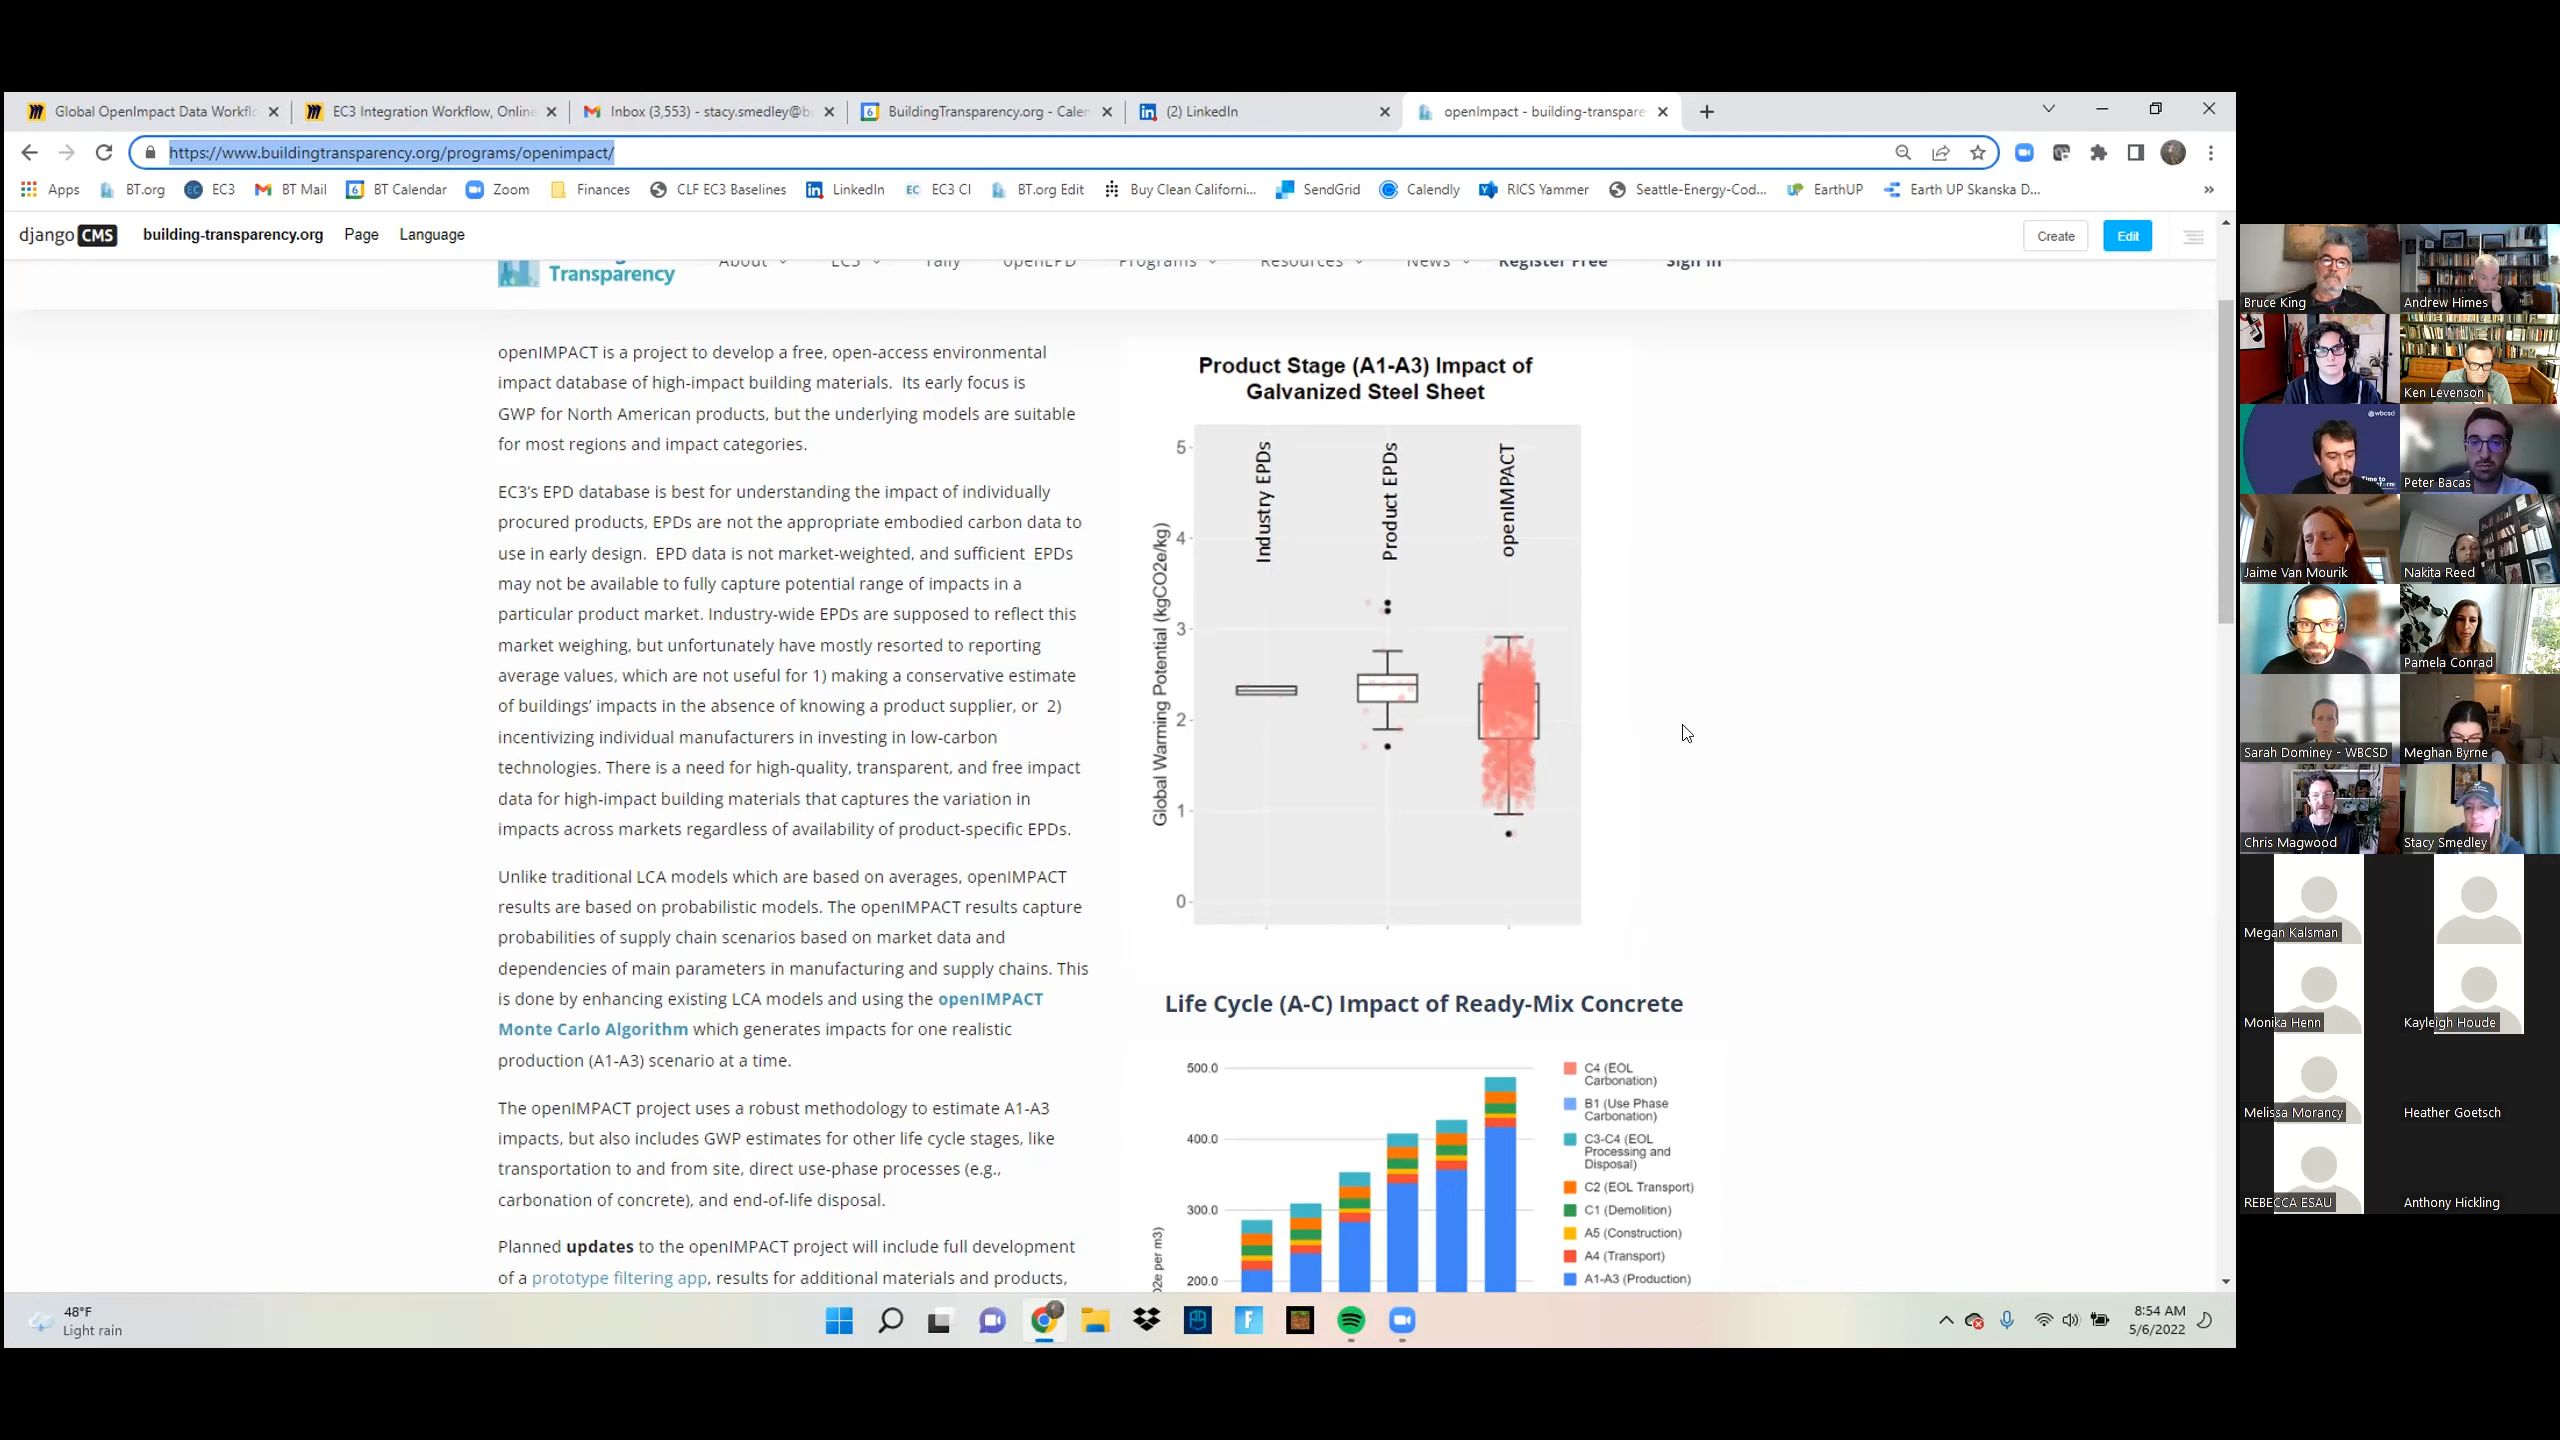 Global OpenImpact Data Workfl
EC3 Integration Workflow, Online
Inbox (3,553) - stacy.smedley@b
BuildingTransparency.org - Calen
(2) LinkedIn
openImpact - building-transpare
https://www.buildingtransparency.org/programs/openimpact/
Apps
BT.org
EC3
BT Mail
BT Calendar
Zoom
Finances
CLF EC3 Baselines
LinkedIn
EC3 CI
BT.org Edit
Buy Clean Californi...
SendGrid
Calendly
RICS Yammer
Seattle-Energy-Cod...
EarthUP
Earth UP Skanska D...
django CMS
building-transparency.org
Page
Language
Create
Edit
Transparency
About
EC3
Tally
openEPD
Programs
Resources
News
Register Free
Sign In
openIMPACT is a project to develop a free, open-access environmental
impact database of high-impact building materials.  Its early focus is
GWP for North American products, but the underlying models are suitable
for most regions and impact categories.
EC3's EPD database is best for understanding the impact of individually
procured products, EPDs are not the appropriate embodied carbon data to
use in early design.  EPD data is not market-weighted, and sufficient  EPDs
may not be available to fully capture potential range of impacts in a
particular product market. Industry-wide EPDs are supposed to reflect this
market weighing, but unfortunately have mostly resorted to reporting
average values, which are not useful for 1) making a conservative estimate
of buildings' impacts in the absence of knowing a product supplier, or  2)
incentivizing individual manufacturers in investing in low-carbon
technologies. There is a need for high-quality, transparent, and free impact
data for high-impact building materials that captures the variation in
impacts across markets regardless of availability of product-specific EPDs.
Unlike traditional LCA models which are based on averages, openIMPACT
results are based on probabilistic models. The openIMPACT results capture
probabilities of supply chain scenarios based on market data and
dependencies of main parameters in manufacturing and supply chains. This
is done by enhancing existing LCA models and using the openIMPACT
Monte Carlo Algorithm which generates impacts for one realistic
production (A1-A3) scenario at a time.
The openIMPACT project uses a robust methodology to estimate A1-A3
impacts, but also includes GWP estimates for other life cycle stages, like
transportation to and from site, direct use-phase processes (e.g.,
carbonation of concrete), and end-of-life disposal.
Planned updates to the openIMPACT project will include full development
of a prototype filtering app, results for additional materials and products,
Product Stage (A1-A3) Impact of
Galvanized Steel Sheet
Global Warming Potential (kgCO2e/kg)
5
4
3
2
1
0
Industry EPDs
Product EPDs
openIMPACT
Life Cycle (A-C) Impact of Ready-Mix Concrete
500.0
400.0
300.0
200.0
O2e per m3)
C4 (EOL
Carbonation)
B1 (Use Phase
Carbonation)
C3-C4 (EOL
Processing and
Disposal)
C2 (EOL Transport)
C1 (Demolition)
A5 (Construction)
A4 (Transport)
A1-A3 (Production)
48°F
Light rain
8:54 AM
5/6/2022
Bruce King
Andrew Himes
Ken Levenson
wbcsd
Time to
Peter Bacas
Jaime Van Mourik
Nakita Reed
Pamela Conrad
Sarah Dominey - WBCSD
Meghan Byrne
Chris Magwood
Stacy Smedley
Megan Kalsman
Monika Henn
Kayleigh Houde
Melissa Morancy
Heather Goetsch
REBECCA ESAU
Anthony Hickling